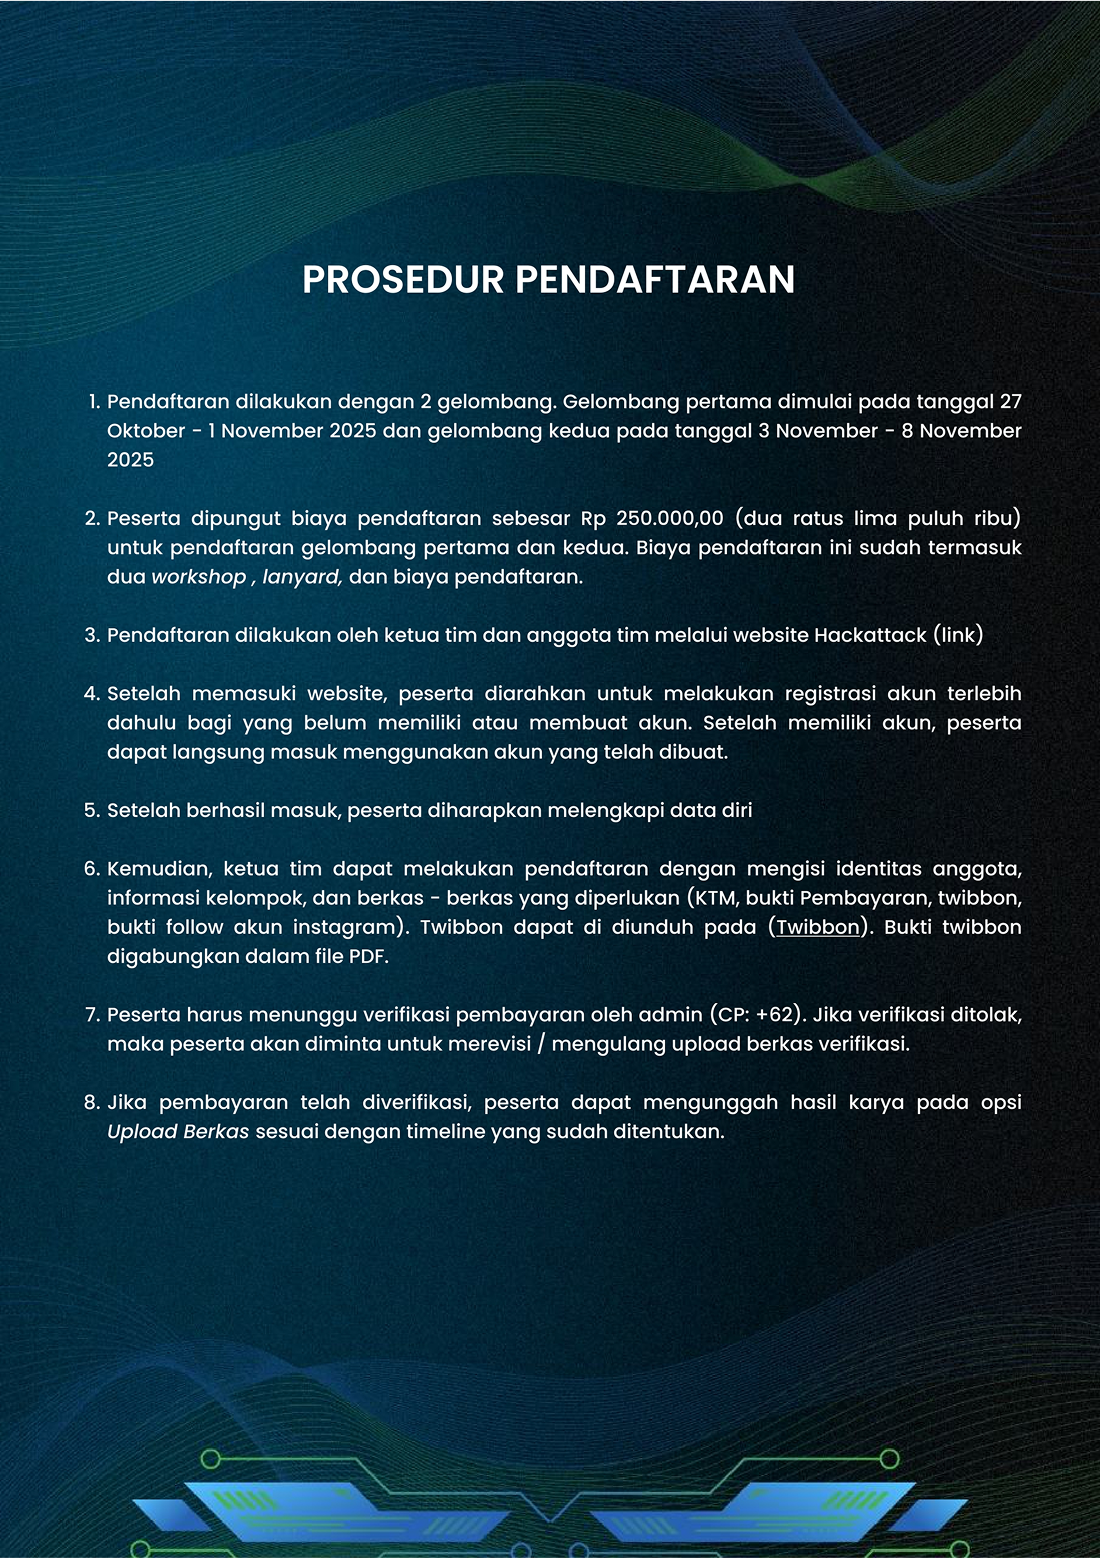 PROSEDUR PENDAFTARAN
1. Pendaftaran dilakukan dengan 2 gelombang. Gelombang pertama dimulai pada tanggal 27
Oktober - 1 November 2025 dan gelombang kedua pada tanggal 3 November - 8 November
2025
2. Peserta dipungut biaya pendaftaran sebesar Rp 250.000,00 (dua ratus lima puluh ribu)
untuk pendaftaran gelombang pertama dan kedua. Biaya pendaftaran ini sudah termasuk
dua workshop , lanyard, dan biaya pendaftaran.
3. Pendaftaran dilakukan oleh ketua tim dan anggota tim melalui website Hackattack (link)
4. Setelah memasuki website, peserta diarahkan untuk melakukan registrasi akun terlebih
dahulu bagi yang belum memiliki atau membuat akun. Setelah memiliki akun, peserta
dapat langsung masuk menggunakan akun yang telah dibuat.
5. Setelah berhasil masuk, peserta diharapkan melengkapi data diri
6. Kemudian, ketua tim dapat melakukan pendaftaran dengan mengisi identitas anggota,
informasi kelompok, dan berkas - berkas yang diperlukan (KTM, bukti Pembayaran, twibbon,
bukti follow akun instagram). Twibbon dapat di diunduh pada (Twibbon). Bukti twibbon
digabungkan dalam file PDF.
7. Peserta harus menunggu verifikasi pembayaran oleh admin (CP: +62). Jika verifikasi ditolak,
maka peserta akan diminta untuk merevisi / mengulang upload berkas verifikasi.
8. Jika pembayaran telah diverifikasi, peserta dapat mengunggah hasil karya pada opsi
Upload Berkas sesuai dengan timeline yang sudah ditentukan.